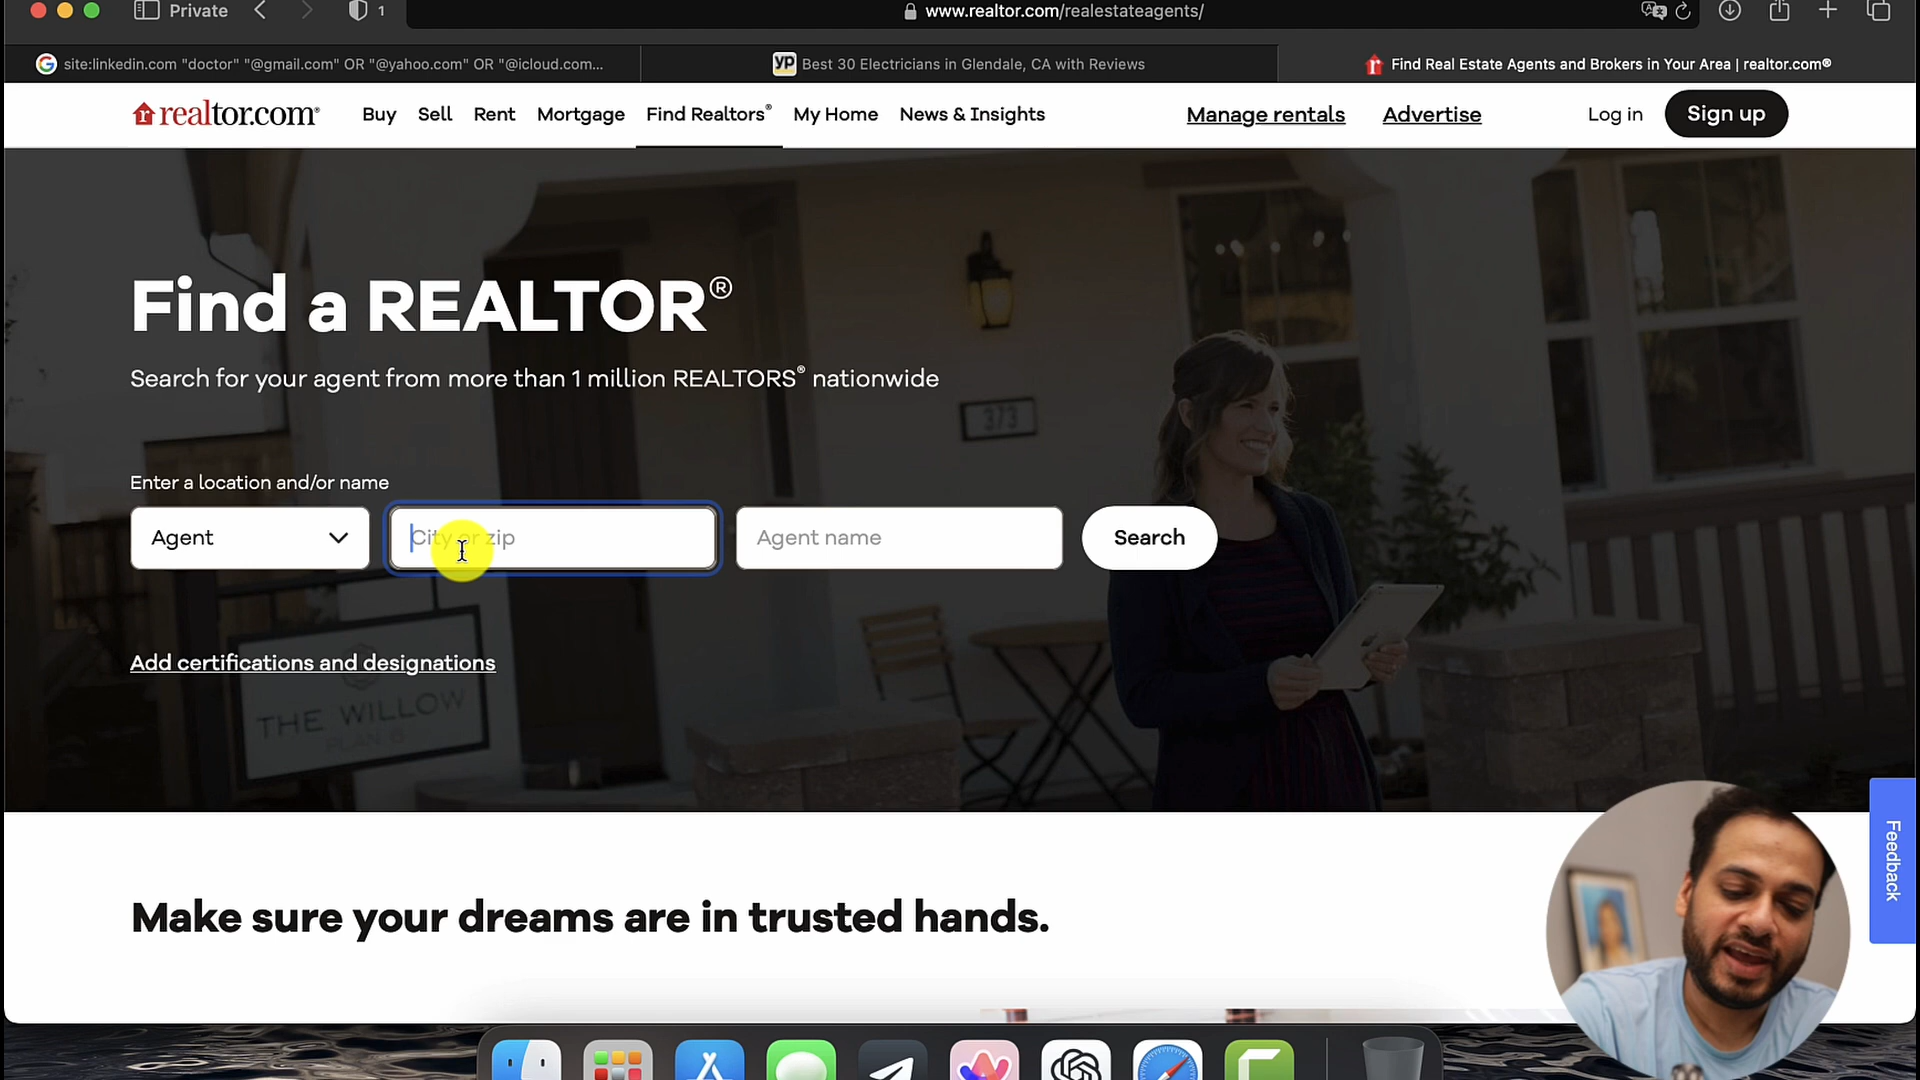 Private
1
www.realtor.com/realestateagents/
site:linkedin.com "doctor" "@gmail.com" OR "@yahoo.com" OR "@icloud.com...
yp Best 30 Electricians in Glendale, CA with Reviews
Find Real Estate Agents and Brokers in Your Area | realtor.com®
realtor.com®
Buy Sell Rent Mortgage Find Realtors® My Home News & Insights Manage rentals Advertise Log in Sign up
Find a REALTOR®
Search for your agent from more than 1 million REALTORS® nationwide
373
Enter a location and/or name
Agent City or zip Agent name Search
Add certifications and designations
THE WILLOW
Feedback
Make sure your dreams are in trusted hands.